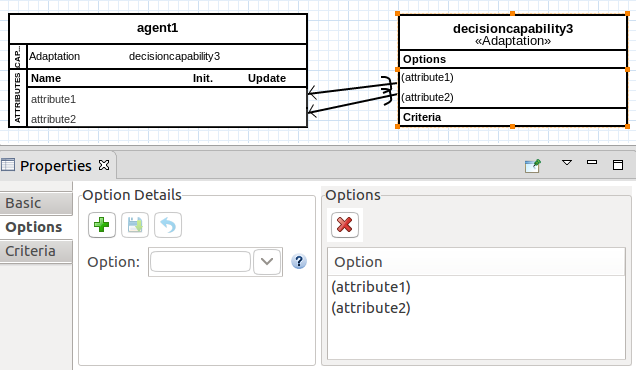 agent1
CAP...
Adaptation decisioncapability3
ATTRIBUTES
Name Init. Update
attribute1
attribute2
decisioncapability3
«Adaptation»
Options
(attribute1)
(attribute2)
Criteria
Properties
Basic
Options
Criteria
Option Details
Option:
?
Options
Option
(attribute1)
(attribute2)